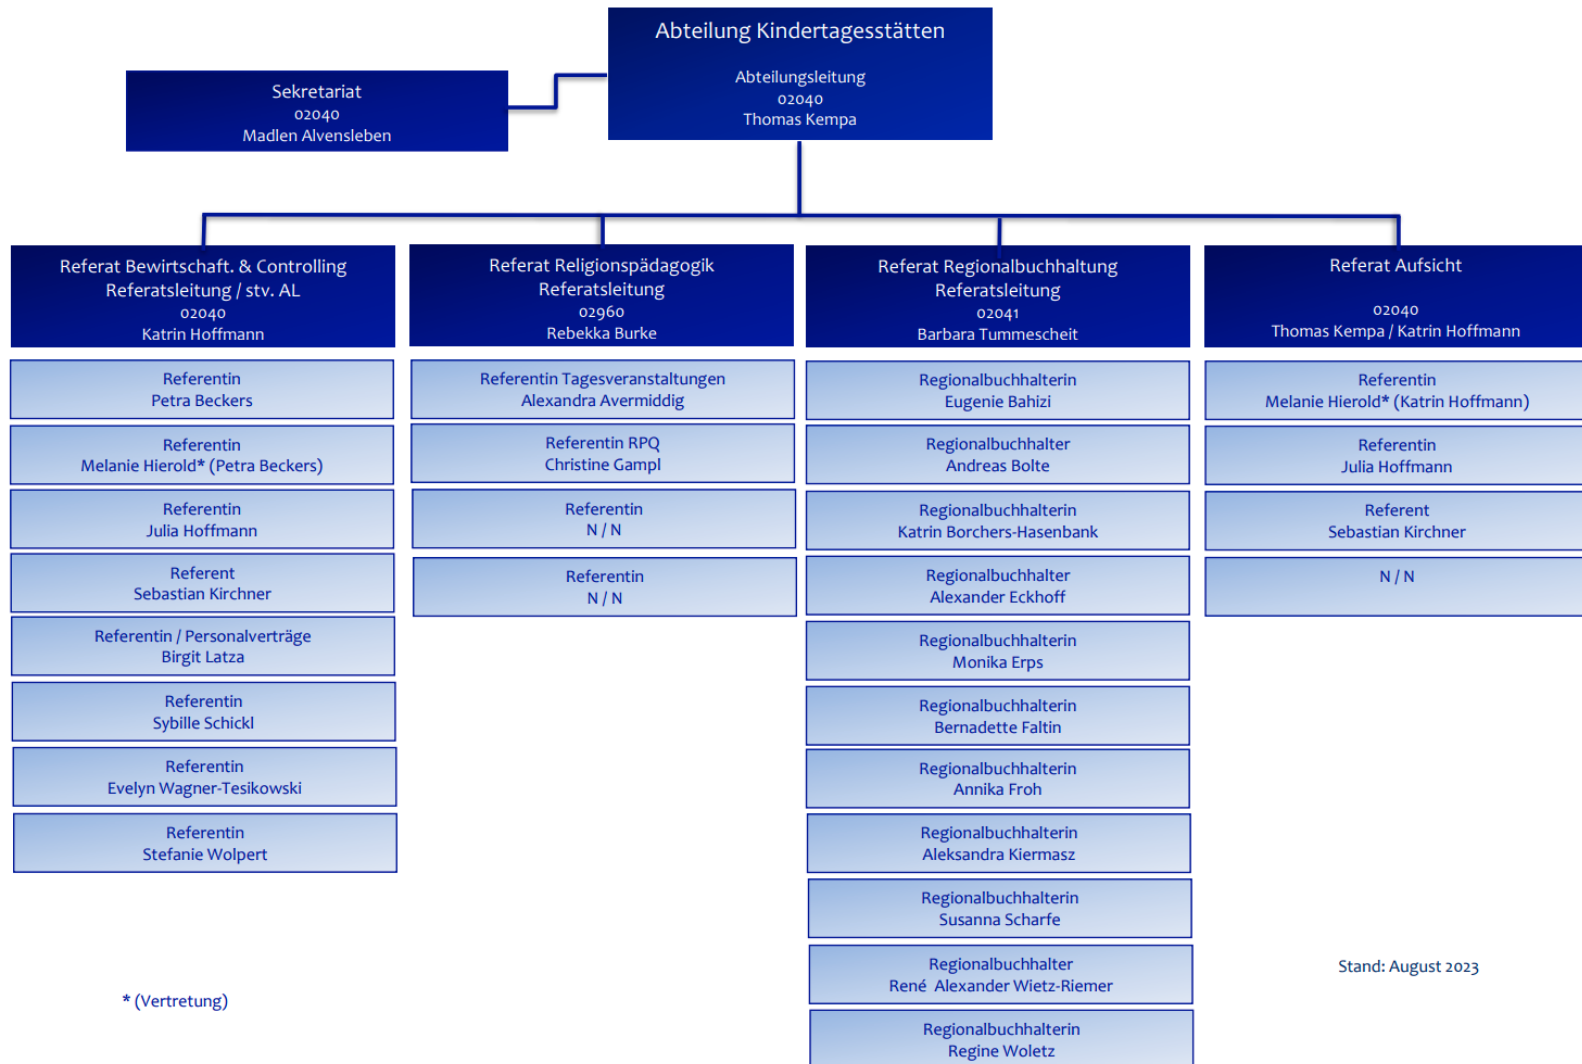 Abteilung Kindertagesstätten
Abteilungsleitung
02040
Thomas Kempa
Sekretariat
02040
Madlen Alvensleben
Referat Bewirtschaft. & Controlling
Referatsleitung / stv. AL
02040
Katrin Hoffmann
Referentin
Petra Beckers
Referentin
Melanie Hierold* (Petra Beckers)
Referentin
Julia Hoffmann
Referent
Sebastian Kirchner
Referentin / Personalverträge
Birgit Latza
Referentin
Sybille Schickl
Referentin
Evelyn Wagner-Tesikowski
Referentin
Stefanie Wolpert
Referat Religionspädagogik
Referatsleitung
02960
Rebekka Burke
Referentin Tagesveranstaltungen
Alexandra Avermiddig
Referentin RPQ
Christine Gampl
Referentin
N / N
Referentin
N / N
Referat Regionalbuchhaltung
Referatsleitung
02041
Barbara Tummescheit
Regionalbuchhalterin
Eugenie Bahizi
Regionalbuchhalter
Andreas Bolte
Regionalbuchhalterin
Katrin Borchers-Hasenbank
Regionalbuchhalter
Alexander Eckhoff
Regionalbuchhalterin
Monika Erps
Regionalbuchhalterin
Bernadette Faltin
Regionalbuchhalterin
Annika Froh
Regionalbuchhalterin
Aleksandra Kiermasz
Regionalbuchhalterin
Susanna Scharfe
Regionalbuchhalter
René Alexander Wietz-Riemer
Regionalbuchhalterin
Regine Woletz
Referat Aufsicht
02040
Thomas Kempa / Katrin Hoffmann
Referentin
Melanie Hierold* (Katrin Hoffmann)
Referentin
Julia Hoffmann
Referent
Sebastian Kirchner
N / N
* (Vertretung)
Stand: August 2023